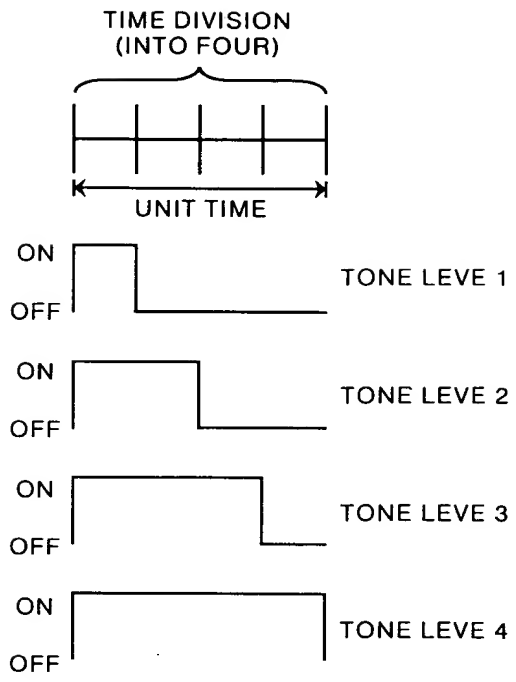 TIME DIVISION
(INTO FOUR)
UNIT TIME
ON
OFF
TONE LEVE 1
ON
OFF
TONE LEVE 2
ON
OFF
TONE LEVE 3
ON
OFF
TONE LEVE 4